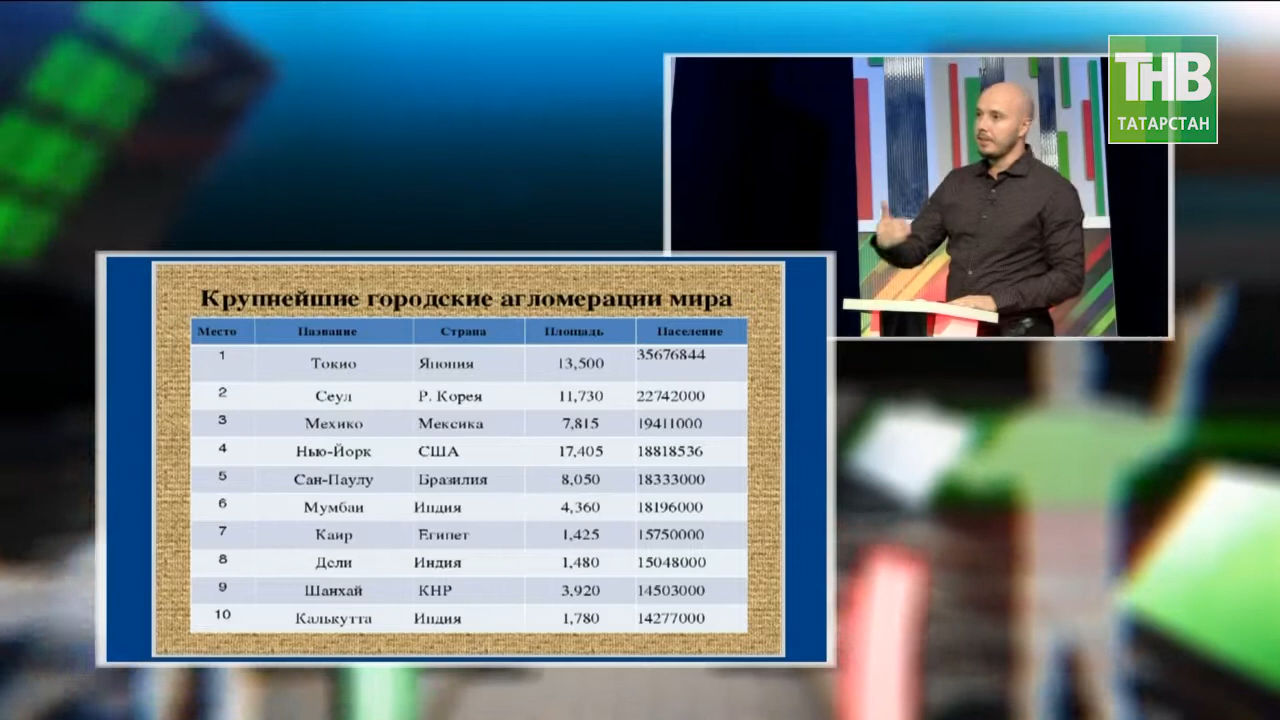 ТНВ
ТАТАРСТАН
Крупнейшие городские агломерации мира
Место Название Страна Площадь Население
1 Токио Япония 13,500 35676844
2 Сеул Р. Корея 11,730 22742000
3 Мехико Мексика 7,815 19411000
4 Нью-Йорк США 17,405 18818536
5 Сан-Паулу Бразилия 8,050 18333000
6 Мумбаи Индия 4,360 18196000
7 Каир Египет 1,425 15750000
8 Дели Индия 1,480 15048000
9 Шанхай КНР 3,920 14503000
10 Калькутта Индия 1,780 14277000